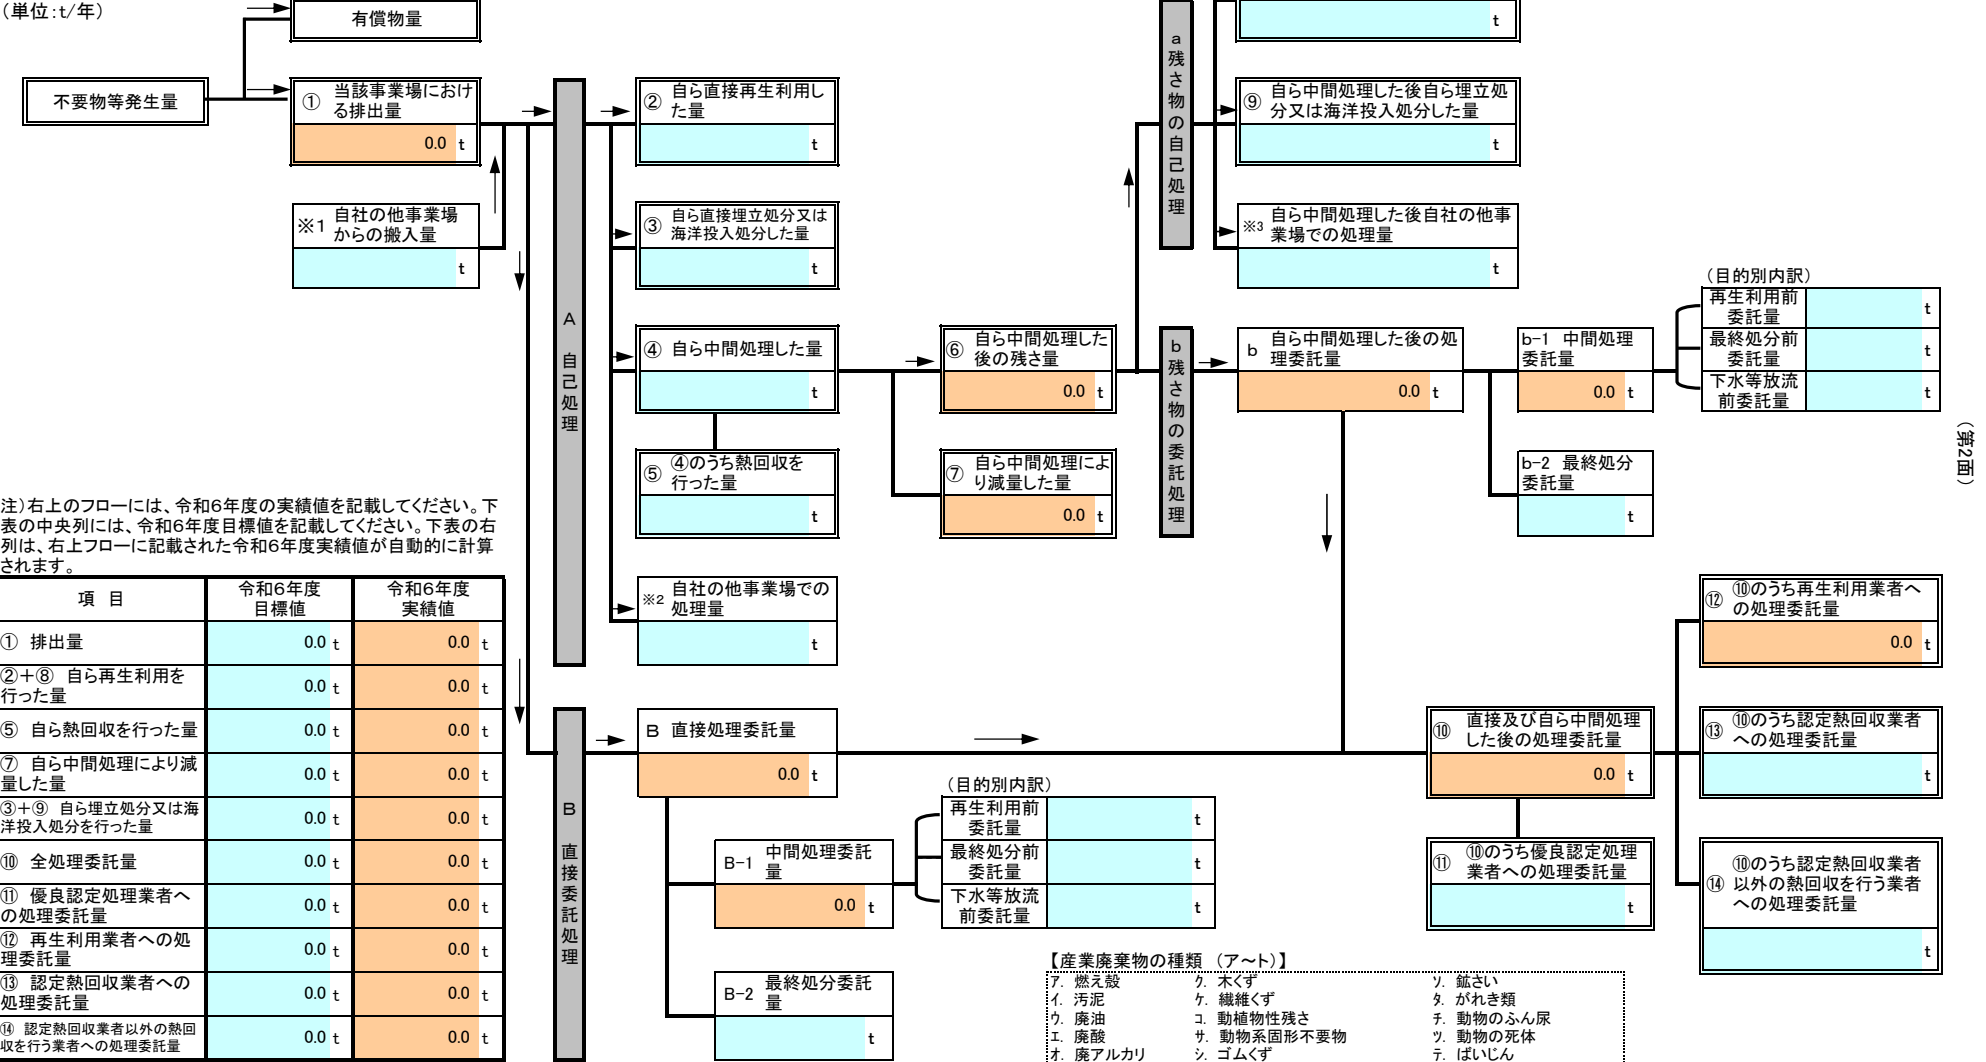 （単位：t/年）
有償物量
不要物等発生量
①
当該事業場におけ
る排出量
0.0 t
※1
自社の他事業場
からの搬入量
t
A 自己処理
②
自ら直接再生利用し
た量
t
③
自ら直接埋立処分又は
海洋投入処分した量
t
④ 自ら中間処理した量
t
⑤
④のうち熱回収を
行った量
t
※2
自社の他事業場での
処理量
t
⑥
自ら中間処理した
後の残さ量
0.0 t
⑦
自ら中間処理によ
り減量した量
0.0 t
a 残さ物の自己処理
t
⑨
自ら中間処理した後自ら埋立処
分又は海洋投入処分した量
t
※3
自ら中間処理した後自社の他事
業場での処理量
t
b 残さ物の委託処理
b
自ら中間処理した後の処
理委託量
0.0 t
b-1 中間処理
委託量
0.0 t
b-2 最終処分
委託量
t
（目的別内訳）
再生利用前
委託量
t
最終処分前
委託量
t
下水等放流
前委託量
t
（第2面）
注）右上のフローには、令和6年度の実績値を記載してください。下
表の中央列には、令和6年度目標値を記載してください。下表の右
列は、右上フローに記載された令和6年度実績値が自動的に計算
されます。
項 目
令和6年度
目標値
令和6年度
実績値
① 排出量 0.0 t 0.0 t
②＋⑧ 自ら再生利用を
行った量
0.0 t 0.0 t
⑤ 自ら熱回収を行った量 0.0 t 0.0 t
⑦ 自ら中間処理により減
量した量
0.0 t 0.0 t
③＋⑨ 自ら埋立処分又は海
洋投入処分を行った量
0.0 t 0.0 t
⑩ 全処理委託量 0.0 t 0.0 t
⑪ 優良認定処理業者へ
の処理委託量
0.0 t 0.0 t
⑫ 再生利用業者への処
理委託量
0.0 t 0.0 t
⑬ 認定熱回収業者への
処理委託量
0.0 t 0.0 t
⑭ 認定熱回収業者以外の熱回
収を行う業者への処理委託量
0.0 t 0.0 t
B 直接委託処理
B 直接処理委託量
0.0 t
B-1
中間処理委託
量
0.0 t
B-2
最終処分委託
量
t
（目的別内訳）
再生利用前
委託量
t
最終処分前
委託量
t
下水等放流
前委託量
t
⑩
直接及び自ら中間処理
した後の処理委託量
0.0 t
⑪
⑩のうち優良認定処理
業者への処理委託量
t
⑫
⑩のうち再生利用業者へ
の処理委託量
0.0 t
⑬
⑩のうち認定熱回収業者
への処理委託量
t
⑭
⑩のうち認定熱回収業者
以外の熱回収を行う業者
への処理委託量
t
【産業廃棄物の種類 （ア～ト）】
ア. 燃え殻 ク. 木くず ソ. 鉱さい
イ. 汚泥 ケ. 繊維くず タ. がれき類
ウ. 廃油 コ. 動植物性残さ チ. 動物のふん尿
エ. 廃酸 サ. 動物系固形不要物 ツ. 動物の死体
オ. 廃アルカリ シ. ゴムくず テ. ばいじん